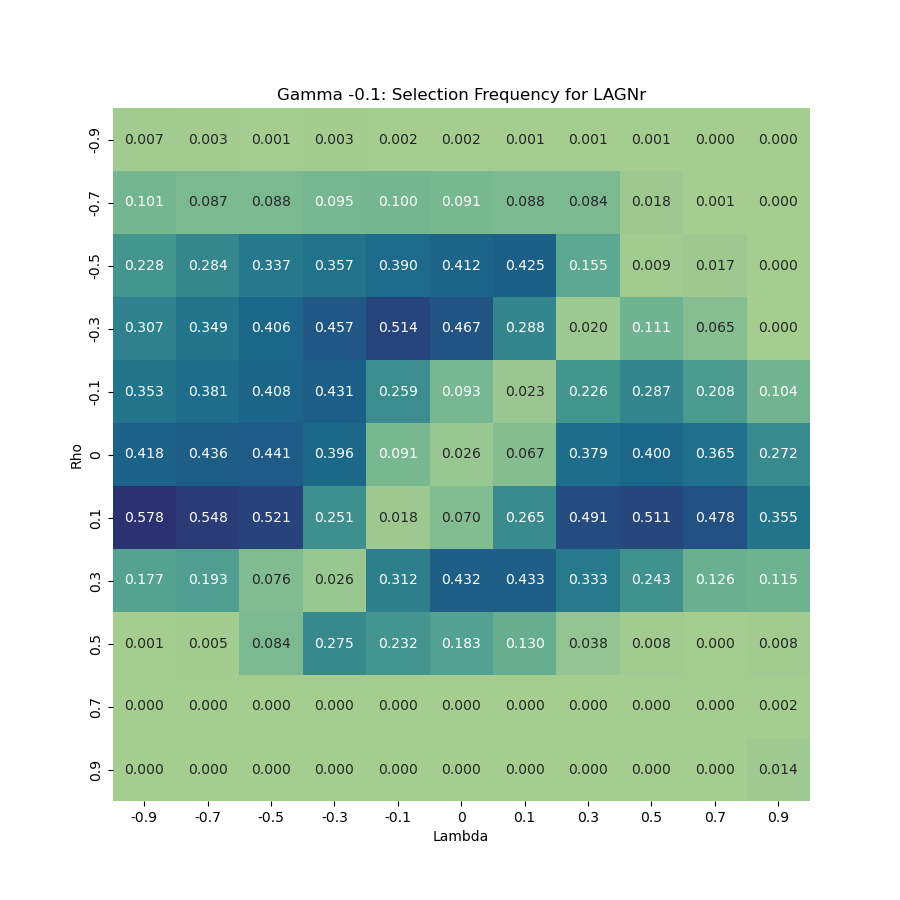 Gamma -0.1: Selection Frequency for LAGNr
-0.9 0.007 0.003 0.001 0.003 0.002 0.002 0.001 0.001 0.001 0.000 0.000
-0.7 0.101 0.087 0.088 0.095 0.100 0.091 0.088 0.084 0.018 0.001 0.000
-0.5 0.228 0.284 0.337 0.357 0.390 0.412 0.425 0.155 0.009 0.017 0.000
-0.3 0.307 0.349 0.406 0.457 0.514 0.467 0.288 0.020 0.111 0.065 0.000
-0.1 0.353 0.381 0.408 0.431 0.259 0.093 0.023 0.226 0.287 0.208 0.104
Rho
0 0.418 0.436 0.441 0.396 0.091 0.026 0.067 0.379 0.400 0.365 0.272
0.1 0.578 0.548 0.521 0.251 0.018 0.070 0.265 0.491 0.511 0.478 0.355
0.3 0.177 0.193 0.076 0.026 0.312 0.432 0.433 0.333 0.243 0.126 0.115
0.5 0.001 0.005 0.084 0.275 0.232 0.183 0.130 0.038 0.008 0.000 0.008
0.7 0.000 0.000 0.000 0.000 0.000 0.000 0.000 0.000 0.000 0.000 0.002
0.9 0.000 0.000 0.000 0.000 0.000 0.000 0.000 0.000 0.000 0.000 0.014
-0.9 -0.7 -0.5 -0.3 -0.1 0 0.1 0.3 0.5 0.7 0.9
Lambda